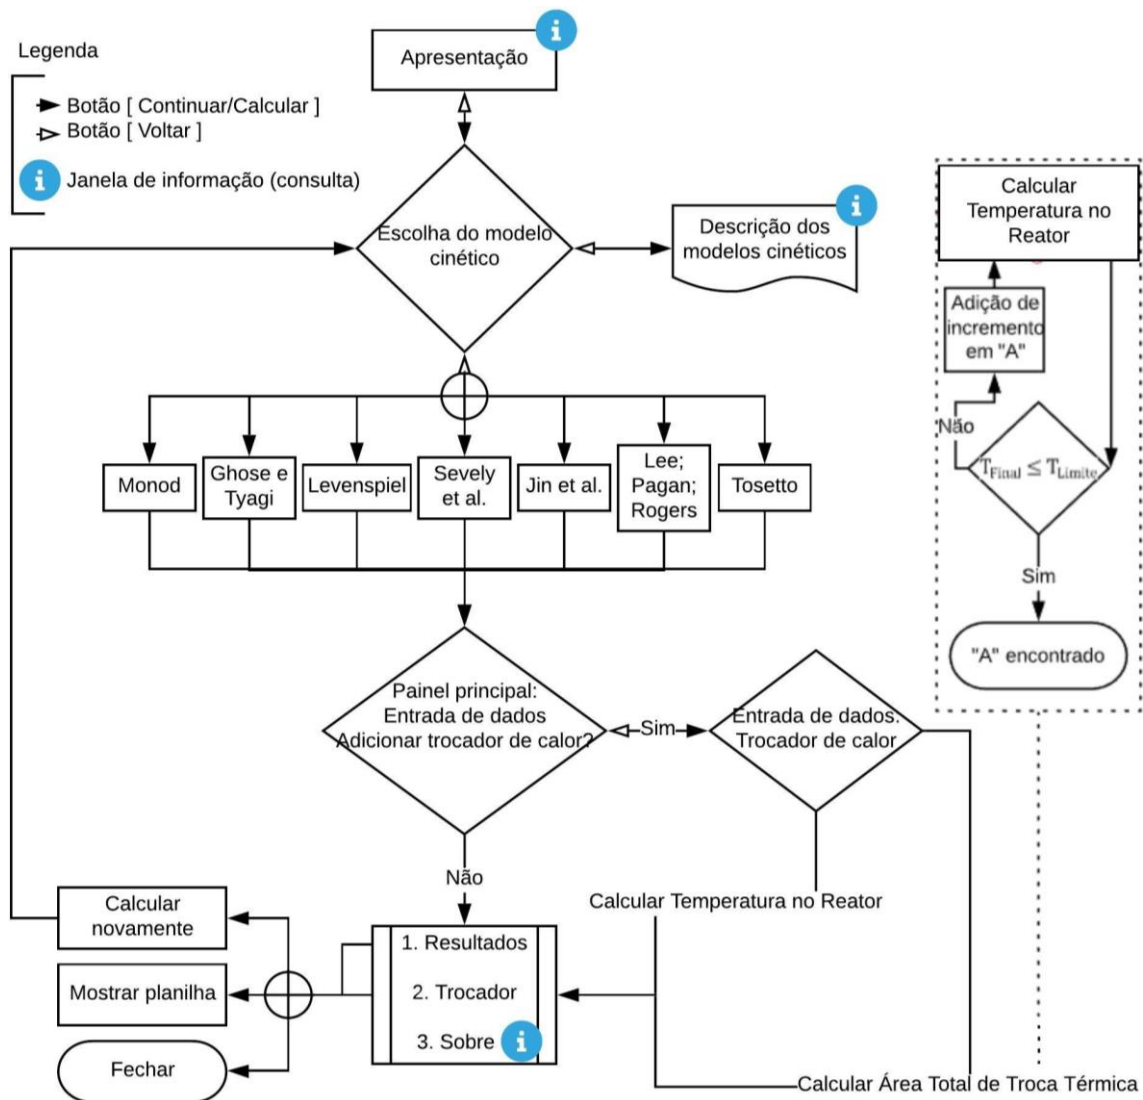 Legenda
Botão [ Continuar/Calcular ]
Botão [ Voltar ]
i Janela de informação (consulta)
Apresentação
i
Escolha do modelo
cinético
Descrição dos
modelos cinéticos
i
Monod
Ghose e
Tyagi
Levenspiel
Sevely
et al.
Jin et al.
Lee;
Pagan;
Rogers
Tosetto
Painel principal:
Entrada de dados
Adicionar trocador de calor?
Sim
Entrada de dados:
Trocador de calor
Não
Calcular Temperatura no Reator
1. Resultados
2. Trocador
3. Sobre i
Calcular
novamente
Mostrar planilha
Fechar
Calcular Área Total de Troca Térmica
Calcular
Temperatura no
Reator
Adição de
incremento
em "A"
Não
T_Final ≤ T_Limite
Sim
"A" encontrado